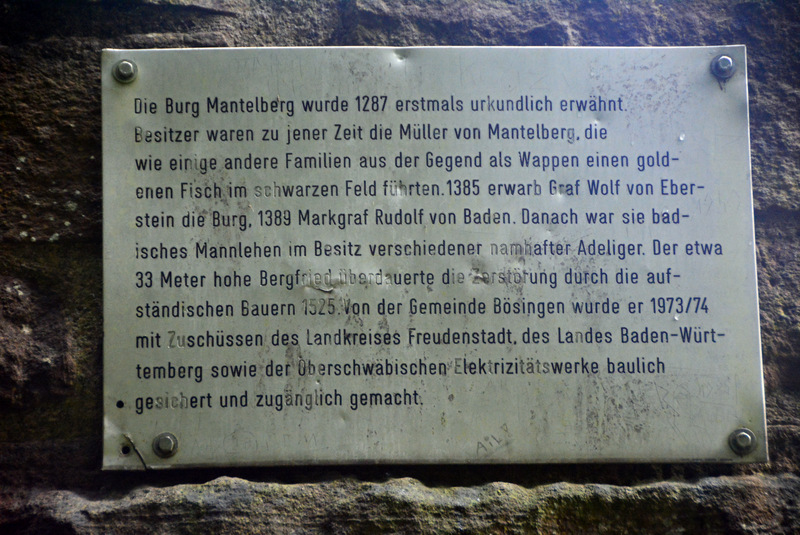 Die Burg Mantelberg wurde 1287 erstmals urkundlich erwähnt.
Besitzer waren zu jener Zeit die Müller von Mantelberg, die
wie einige andere Familien aus der Gegend als Wappen einen gold-
enen Fisch im schwarzen Feld führten. 1385 erwarb Graf Wolf von Eber-
stein die Burg, 1389 Markgraf Rudolf von Baden. Danach war sie bad-
isches Mannlehen im Besitz verschiedener namhafter Adeliger. Der etwa
33 Meter hohe Bergfried überdauerte die Zerstörung durch die auf-
ständischen Bauern 1525. Von der Gemeinde Bösingen wurde er 1973/74
mit Zuschüssen des Landkreises Freudenstadt, des Landes Baden-Würt-
temberg sowie der Oberschwäbischen Elektrizitätswerke baulich
gesichert und zugänglich gemacht.